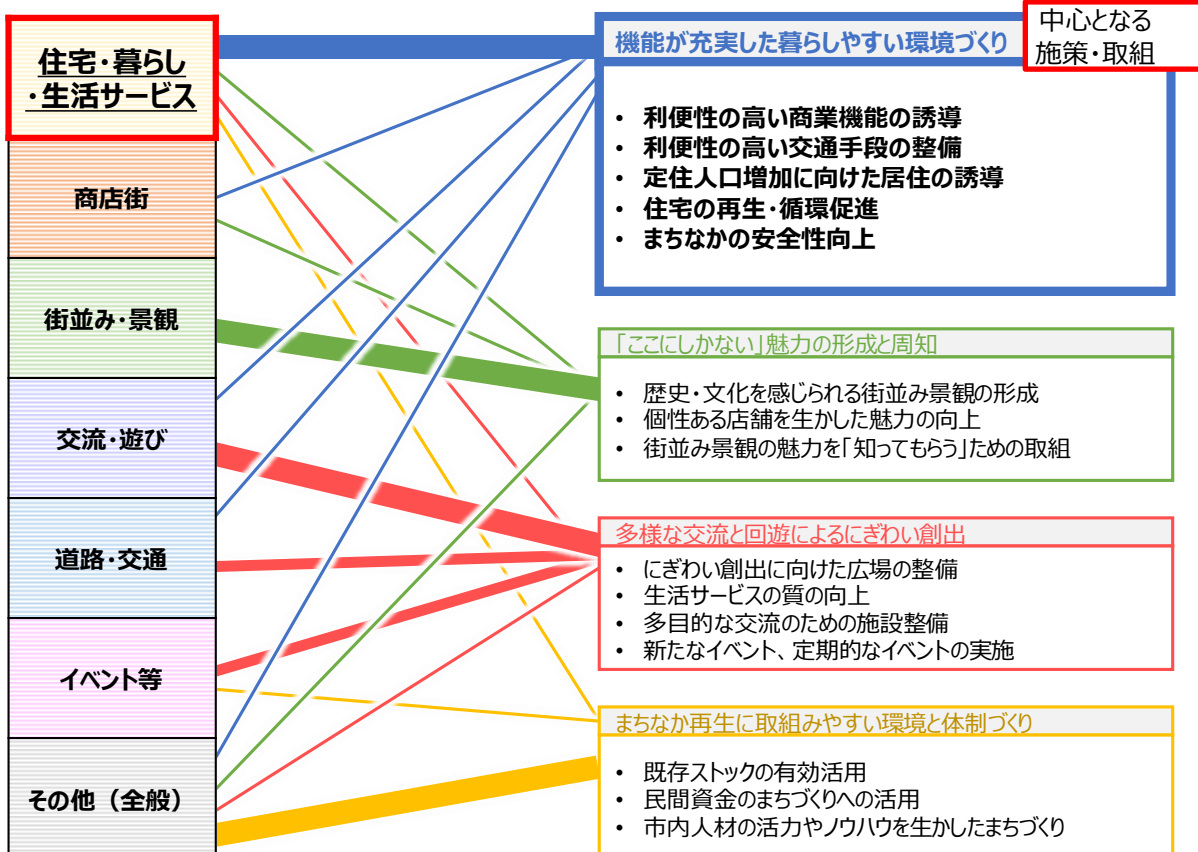 住宅・暮らし
・生活サービス
商店街
街並み・景観
交流・遊び
道路・交通
イベント等
その他（全般）
中心となる
施策・取組
機能が充実した暮らしやすい環境づくり
• 利便性の高い商業機能の誘導
• 利便性の高い交通手段の整備
• 定住人口増加に向けた居住の誘導
• 住宅の再生・循環促進
• まちなかの安全性向上
「ここにしかない」魅力の形成と周知
• 歴史・文化を感じられる街並み景観の形成
• 個性ある店舗を生かした魅力の向上
• 街並み景観の魅力を「知ってもらう」ための取組
多様な交流と回遊によるにぎわい創出
• にぎわい創出に向けた広場の整備
• 生活サービスの質の向上
• 多目的な交流のための施設整備
• 新たなイベント、定期的なイベントの実施
まちなか再生に取組みやすい環境と体制づくり
• 既存ストックの有効活用
• 民間資金のまちづくりへの活用
• 市内人材の活力やノウハウを生かしたまちづくり